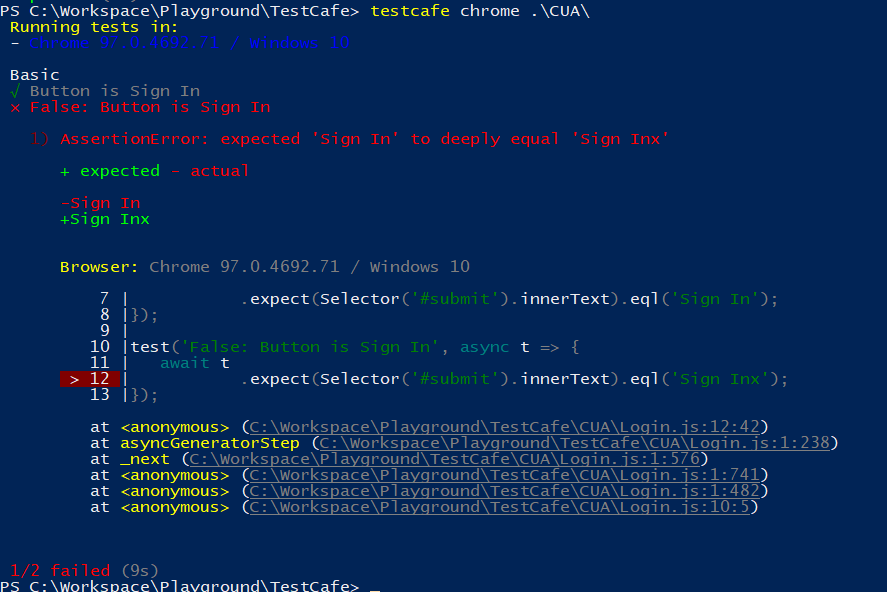 PS C:\Workspace\Playground\TestCafe> testcafe chrome .\CUA\
Running tests in:
- Chrome 97.0.4692.71 / Windows 10
Basic
√ Button is Sign In
× False: Button is Sign In
1) AssertionError: expected 'Sign In' to deeply equal 'Sign Inx'
+ expected - actual
-Sign In
+Sign Inx
Browser: Chrome 97.0.4692.71 / Windows 10
7 |           .expect(Selector('#submit').innerText).eql('Sign In');
8 |});
9 |
10 |test('False: Button is Sign In', async t => {
11 |   await t
> 12 |           .expect(Selector('#submit').innerText).eql('Sign Inx');
13 |});
at <anonymous> (C:\Workspace\Playground\TestCafe\CUA\Login.js:12:42)
at asyncGeneratorStep (C:\Workspace\Playground\TestCafe\CUA\Login.js:1:238)
at _next (C:\Workspace\Playground\TestCafe\CUA\Login.js:1:576)
at <anonymous> (C:\Workspace\Playground\TestCafe\CUA\Login.js:1:741)
at <anonymous> (C:\Workspace\Playground\TestCafe\CUA\Login.js:1:482)
at <anonymous> (C:\Workspace\Playground\TestCafe\CUA\Login.js:10:5)
1/2 failed (9s)
PS C:\Workspace\Playground\TestCafe> _